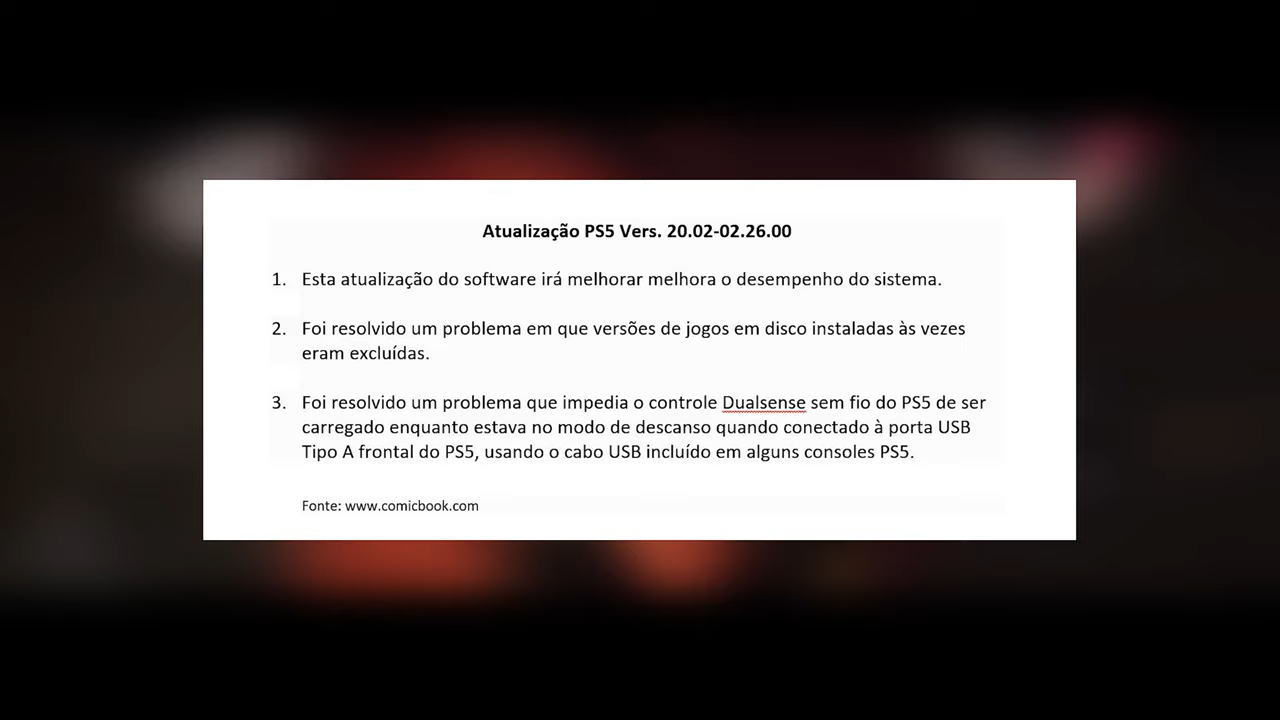 Atualização PS5 Vers. 20.02-02.26.00
1. Esta atualização do software irá melhorar melhora o desempenho do sistema.
2. Foi resolvido um problema em que versões de jogos em disco instaladas às vezes
eram excluídas.
3. Foi resolvido um problema que impedia o controle Dualsense sem fio do PS5 de ser
carregado enquanto estava no modo de descanso quando conectado à porta USB
Tipo A frontal do PS5, usando o cabo USB incluído em alguns consoles PS5.
Fonte: www.comicbook.com